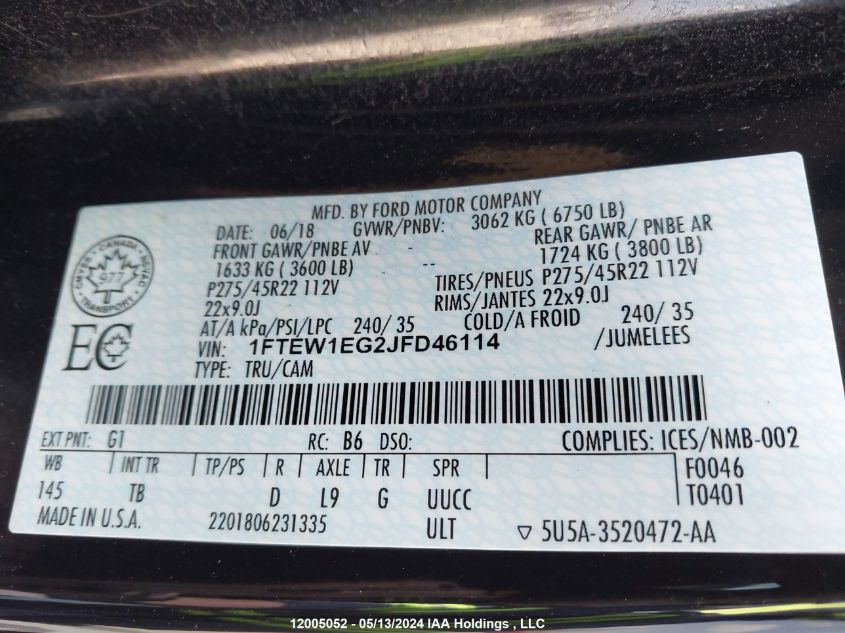 MFD. BY FORD MOTOR COMPANY
DATE: 06/18 GVWR/PNBV: 3062 KG ( 6750 LB)
FRONT GAWR/PNBE AV - REAR GAWR/ PNBE AR
1633 KG ( 3600 LB) -- 1724 KG ( 3800 LB)
P275/45R22 112V TIRES/PNEUS P275/45R22 112V
22x9.0J RIMS/JANTES 22x9.0J
AT/A kPa/PSI/LPC 240/ 35 COLD/A FROID 240/ 35
VIN: 1FTEW1EG2JFD46114 /JUMELEES
TYPE: TRU/CAM
CANADA
977
TRANSPORT
EC
EXT PNT: G1 RC: B6 DSO: COMPLIES: ICES/NMB-002
WB INT TR TP/PS R AXLE TR SPR F0046
145 TB D L9 G UUCC T0401
MADE IN U.S.A. 2201806231335 ULT ▽ 5U5A-3520472-AA
12005052 - 05/13/2024 IAA Holdings , LLC